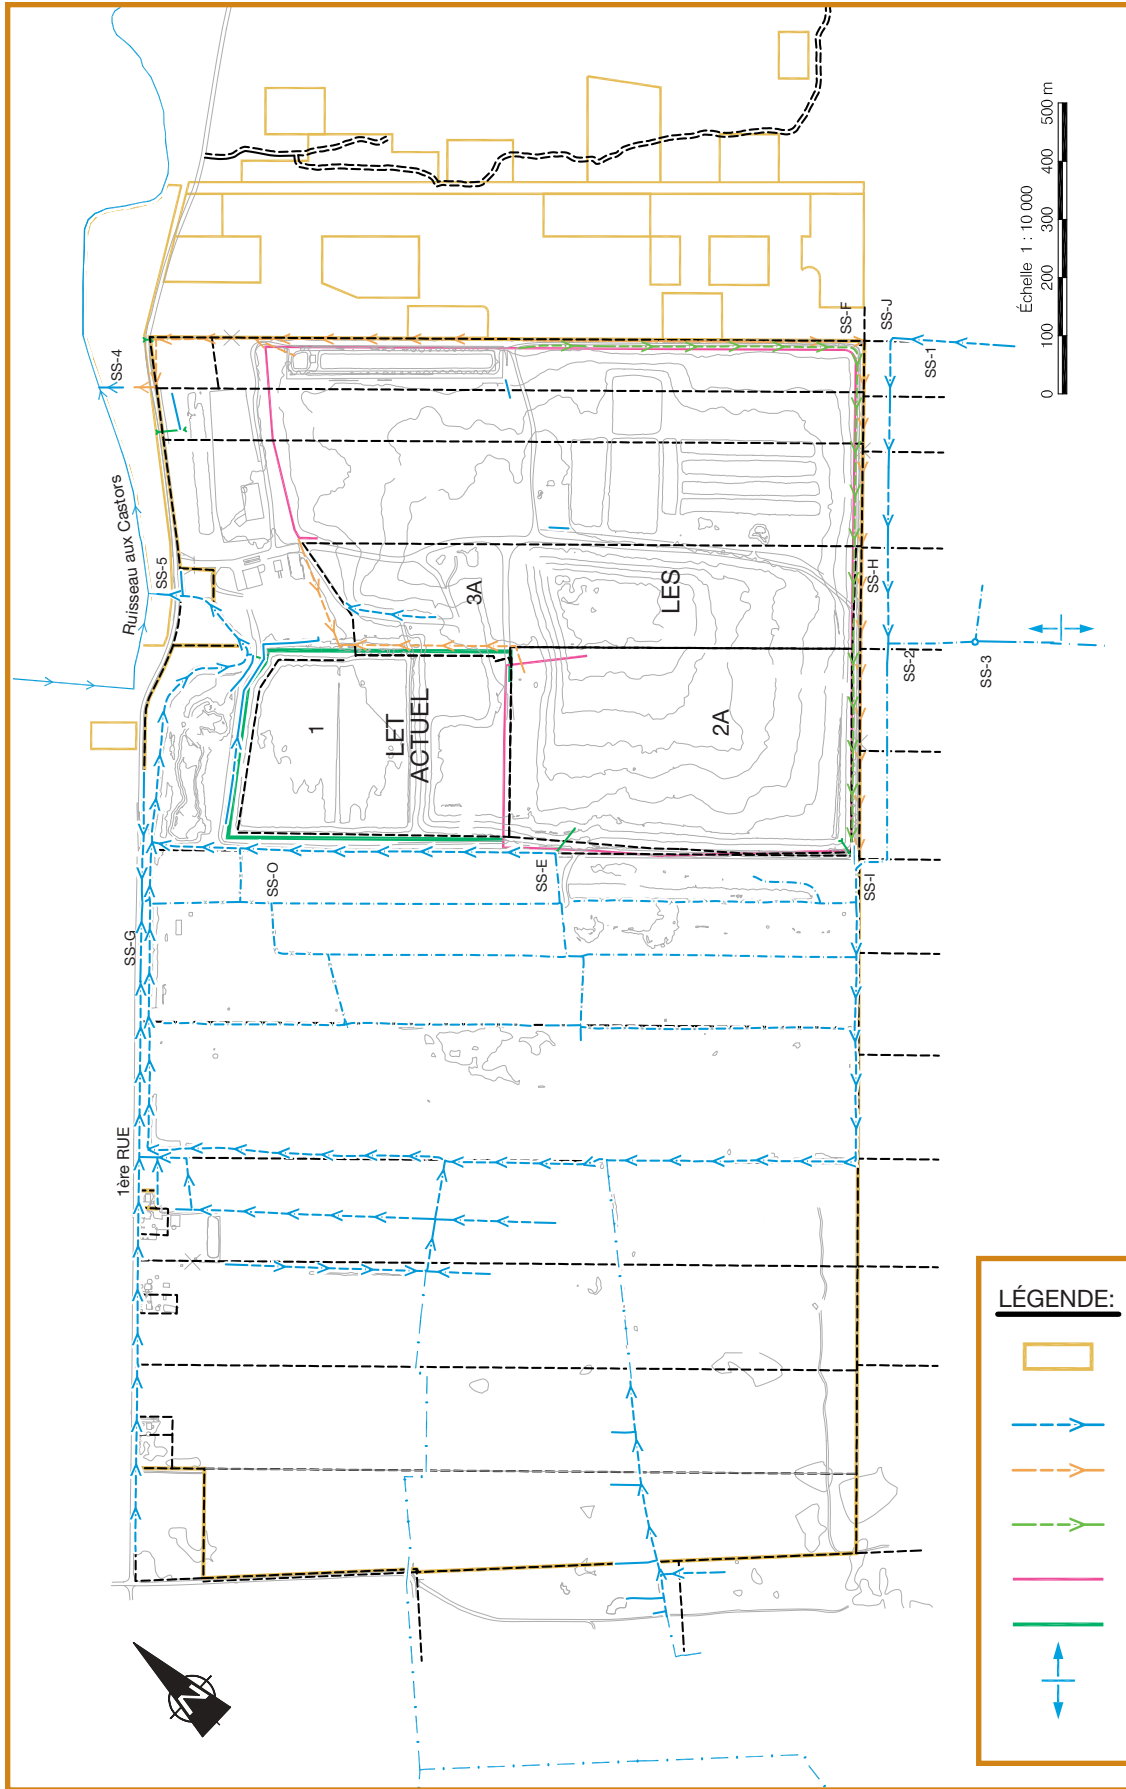 SS-4
Ruisseau aux Castors
SS-5
SS-G
1ère RUE
SS-O
SS-E
1
LET
ACTUEL
3A
LES
2A
SS-F
SS-J
SS-1
SS-H
SS-2
SS-3
SS-I
Échelle 1 : 10 000
0 100 200 300 400 500 m
LÉGENDE:
N